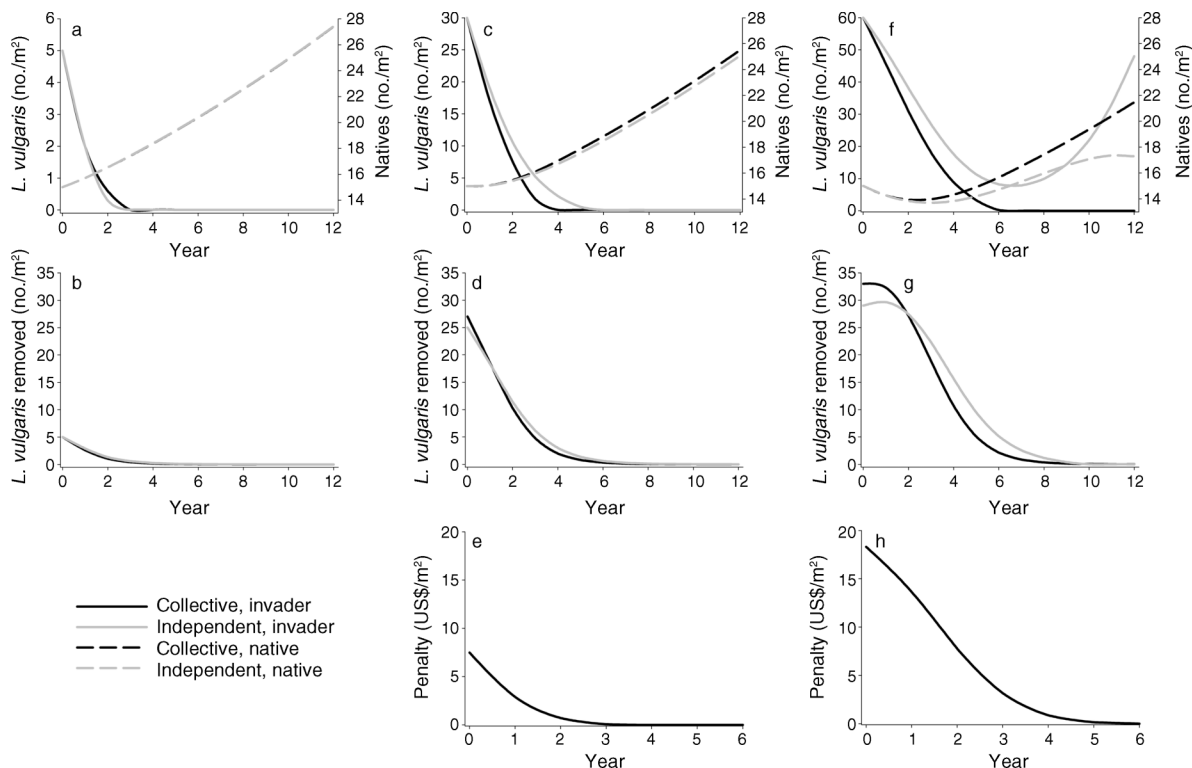 a
L. vulgaris (no./m²)
6
5
4
3
2
1
0
28
26
24
22
20
18
16
14
Natives (no./m²)
0 2 4 6 8 10 12
Year
c
L. vulgaris (no./m²)
30
25
20
15
10
5
0
28
26
24
22
20
18
16
14
Natives (no./m²)
0 2 4 6 8 10 12
Year
f
L. vulgaris (no./m²)
60
50
40
30
20
10
0
28
26
24
22
20
18
16
14
Natives (no./m²)
0 2 4 6 8 10 12
Year
b
L. vulgaris removed (no./m²)
35
30
25
20
15
10
5
0
0 2 4 6 8 10 12
Year
d
L. vulgaris removed (no./m²)
35
30
25
20
15
10
5
0
0 2 4 6 8 10 12
Year
g
L. vulgaris removed (no./m²)
35
30
25
20
15
10
5
0
0 2 4 6 8 10 12
Year
Collective, invader
Independent, invader
Collective, native
Independent, native
e
Penalty (US$/m²)
20
15
10
5
0
0 1 2 3 4 5 6
Year
h
Penalty (US$/m²)
20
15
10
5
0
0 1 2 3 4 5 6
Year